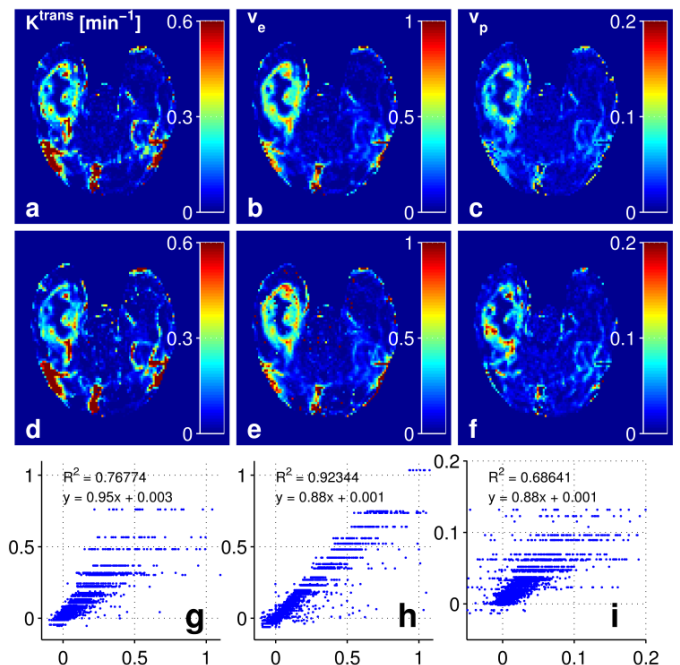 K^trans [min^-1] 0.6 v_e 1 v_p 0.2
0.3 0.5 0.1
a 0 b 0 c 0
0.6 1 0.2
0.3 0.5 0.1
d 0 e 0 f 0
1 R² = 0.76774
y = 0.95x + 0.003
0.5
0
g
0 0.5 1
1 R² = 0.92344
y = 0.88x + 0.001
0.5
0
h
0 0.5 1
0.2
R² = 0.68641
y = 0.88x + 0.001
0.1
0
i
0 0.1 0.2